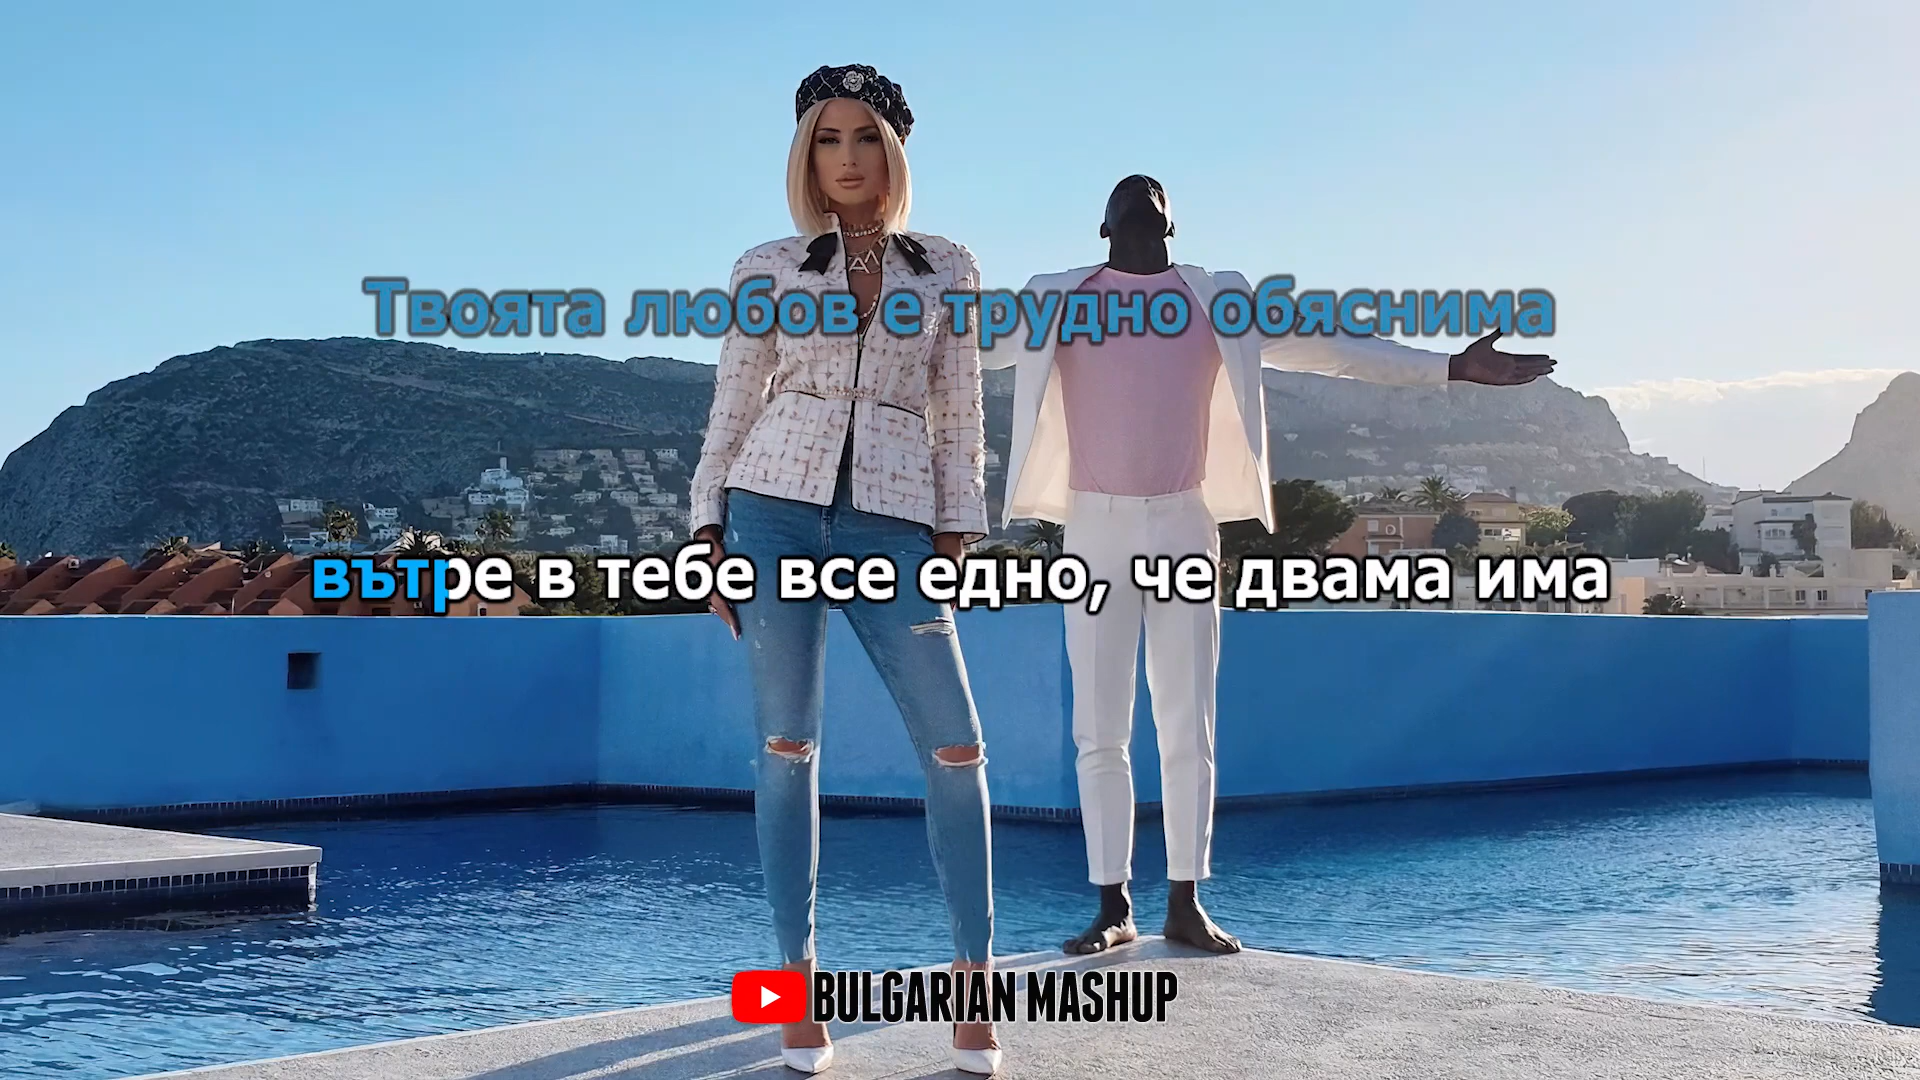 Твоята любов е трудно обяснима
вътре в тебе все едно, че двама има
BULGARIAN MASHUP